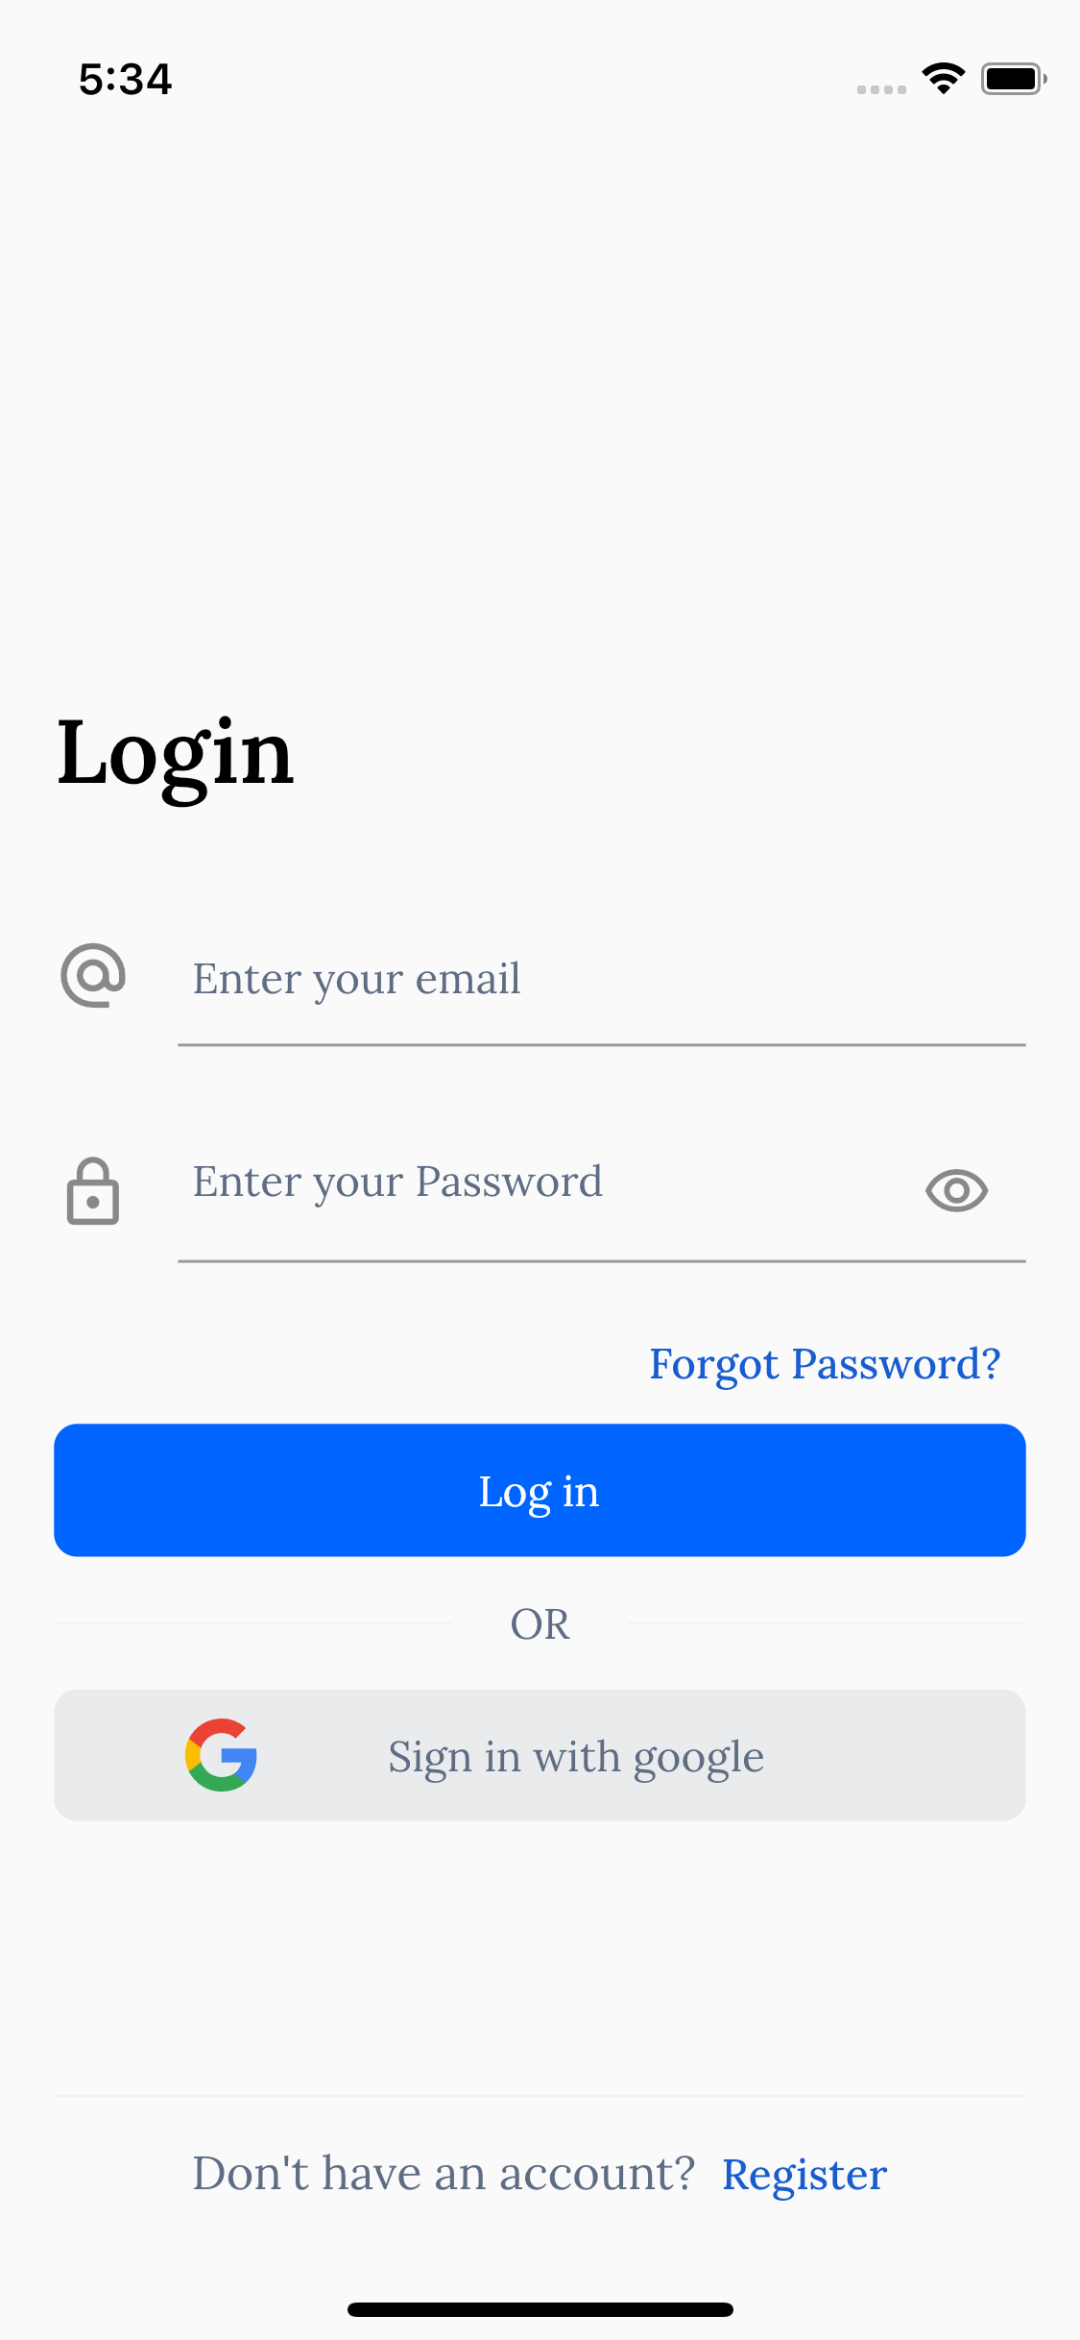 5:34
Login
Enter your email
Enter your Password
Forgot Password?
Log in
OR
Sign in with google
Don't have an account? Register